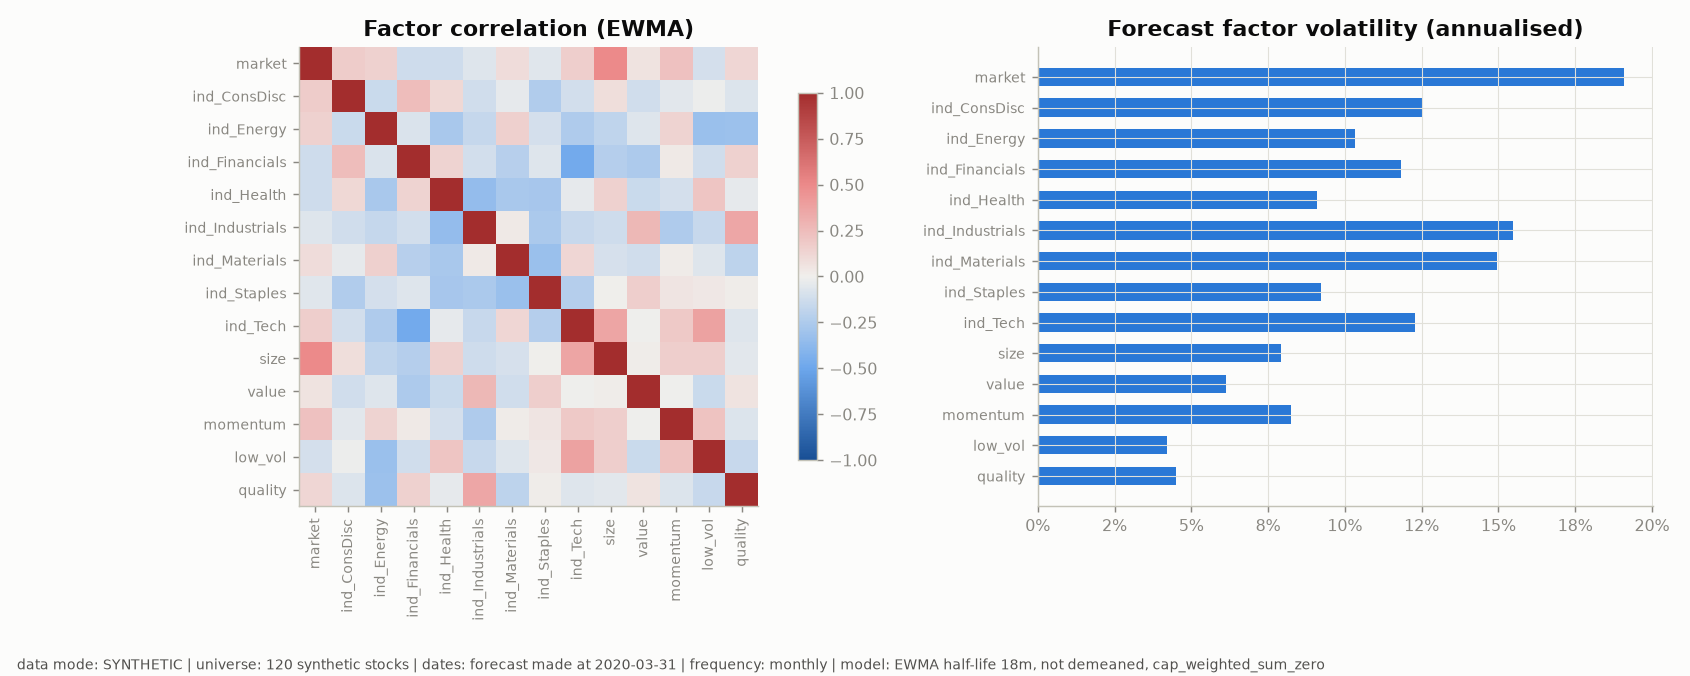 Factor correlation (EWMA)
market
ind_ConsDisc
ind_Energy
ind_Financials
ind_Health
ind_Industrials
ind_Materials
ind_Staples
ind_Tech
size
value
momentum
low_vol
quality
market
ind_ConsDisc
ind_Energy
ind_Financials
ind_Health
ind_Industrials
ind_Materials
ind_Staples
ind_Tech
size
value
momentum
low_vol
quality
1.00
0.75
0.50
0.25
0.00
−0.25
−0.50
−0.75
−1.00
Forecast factor volatility (annualised)
market
ind_ConsDisc
ind_Energy
ind_Financials
ind_Health
ind_Industrials
ind_Materials
ind_Staples
ind_Tech
size
value
momentum
low_vol
quality
0% 2% 5% 8% 10% 12% 15% 18% 20%
data mode: SYNTHETIC | universe: 120 synthetic stocks | dates: forecast made at 2020-03-31 | frequency: monthly | model: EWMA half-life 18m, not demeaned, cap_weighted_sum_zero